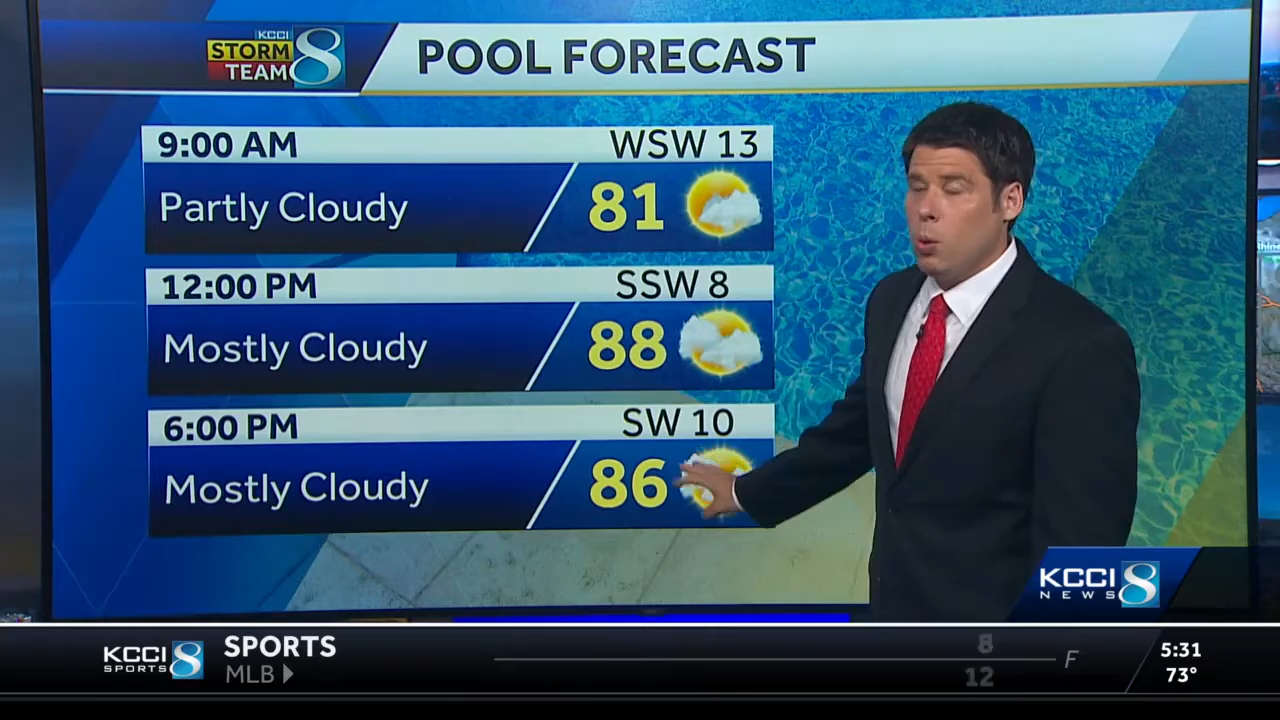 KCCI
STORM 8
TEAM
POOL FORECAST
9:00 AM WSW 13
Partly Cloudy 81
12:00 PM SSW 8
Mostly Cloudy 88
6:00 PM SW 10
Mostly Cloudy 86
KCCI 8
NEWS
KCCI 8
SPORTS
SPORTS
MLB
8
12
F
5:31
73°